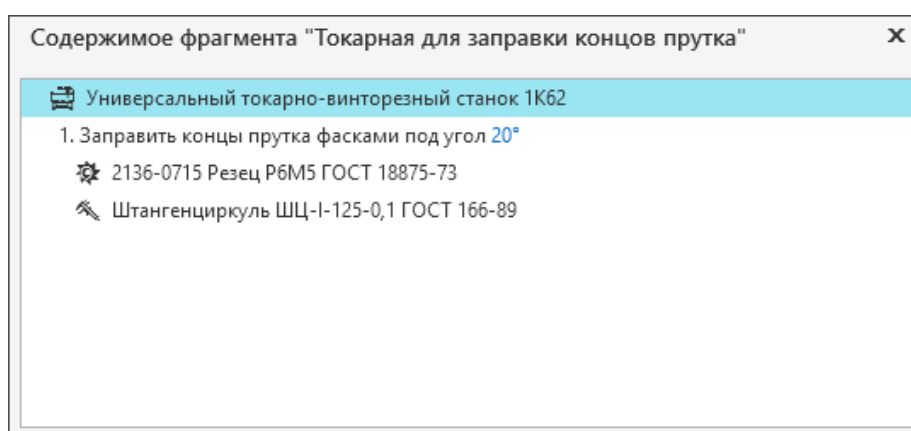 Содержимое фрагмента "Токарная для заправки концов прутка" x
Универсальный токарно-винторезный станок 1К62
1. Заправить концы прутка фасками под угол 20°
2136-0715 Резец Р6М5 ГОСТ 18875-73
Штангенциркуль ШЦ-I-125-0,1 ГОСТ 166-89